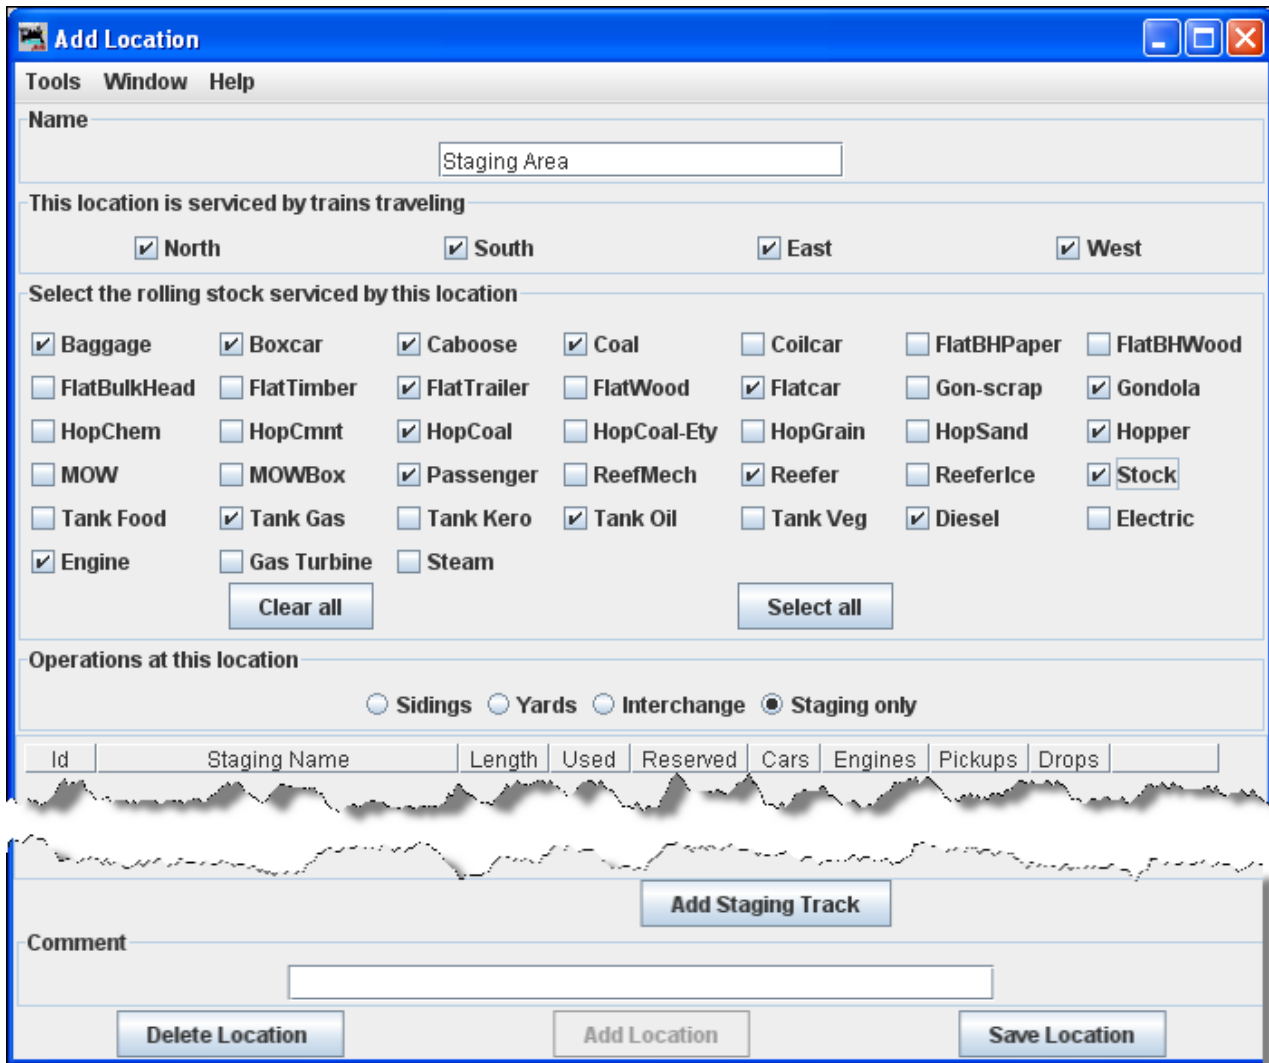 Add Location
Tools Window Help
Name
Staging Area
This location is serviced by trains traveling
North South East West
Select the rolling stock serviced by this location
Baggage Boxcar Caboose Coal Coilcar FlatBHPaper FlatBHWood
FlatBulkHead FlatTimber FlatTrailer FlatWood Flatcar Gon-scrap Gondola
HopChem HopCmnt HopCoal HopCoal-Ety HopGrain HopSand Hopper
MOW MOWBox Passenger ReefMech Reefer ReeferIce Stock
Tank Food Tank Gas Tank Kero Tank Oil Tank Veg Diesel Electric
Engine Gas Turbine Steam
Clear all Select all
Operations at this location
Sidings Yards Interchange Staging only
Id Staging Name Length Used Reserved Cars Engines Pickups Drops
Add Staging Track
Comment
Delete Location Add Location Save Location